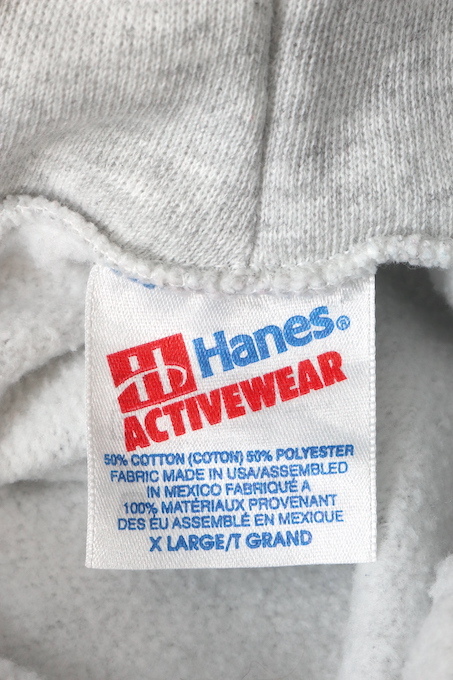 Hanes®
ACTIVEWEAR
50% COTTON (COTON) 50% POLYESTER
FABRIC MADE IN USA/ASSEMBLED
IN MEXICO FABRIQUÉ A
100% MATÉRIAUX PROVENANT
DES ÉU ASSEMBLÉ EN MEXIQUE
X LARGE/T GRAND